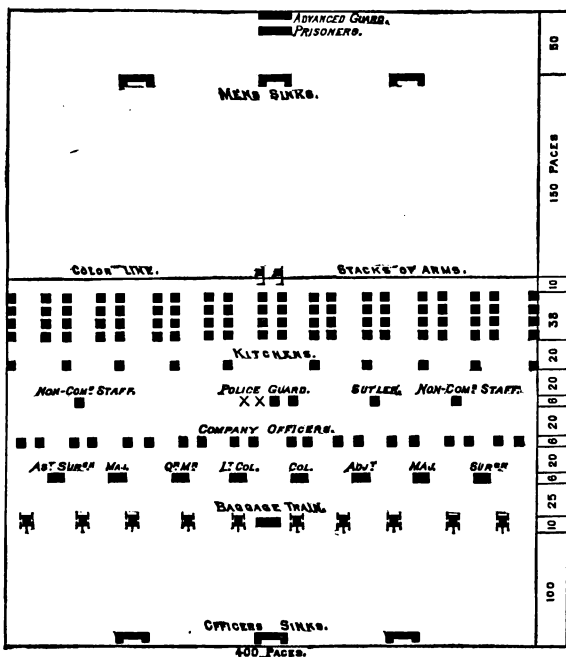 ADVANCED GUARD.
PRISONERS.
50
MENS SINKS.
150 PACES
COLOR LINE.
STACKS OF ARMS.
10
38
KITCHENS.
20
NON-COMD STAFF.
POLICE GUARD.
SUTLER.
NON-COMD STAFF.
20
6
COMPANY OFFICERS.
20
6
AST SURGN
MAJ.
QR MR
LT COL.
COL.
ADJT
MAJ.
SURGN
20
6
25
BAGGAGE TRAIN.
10
100
OFFICERS SINKS.
400 PACES.